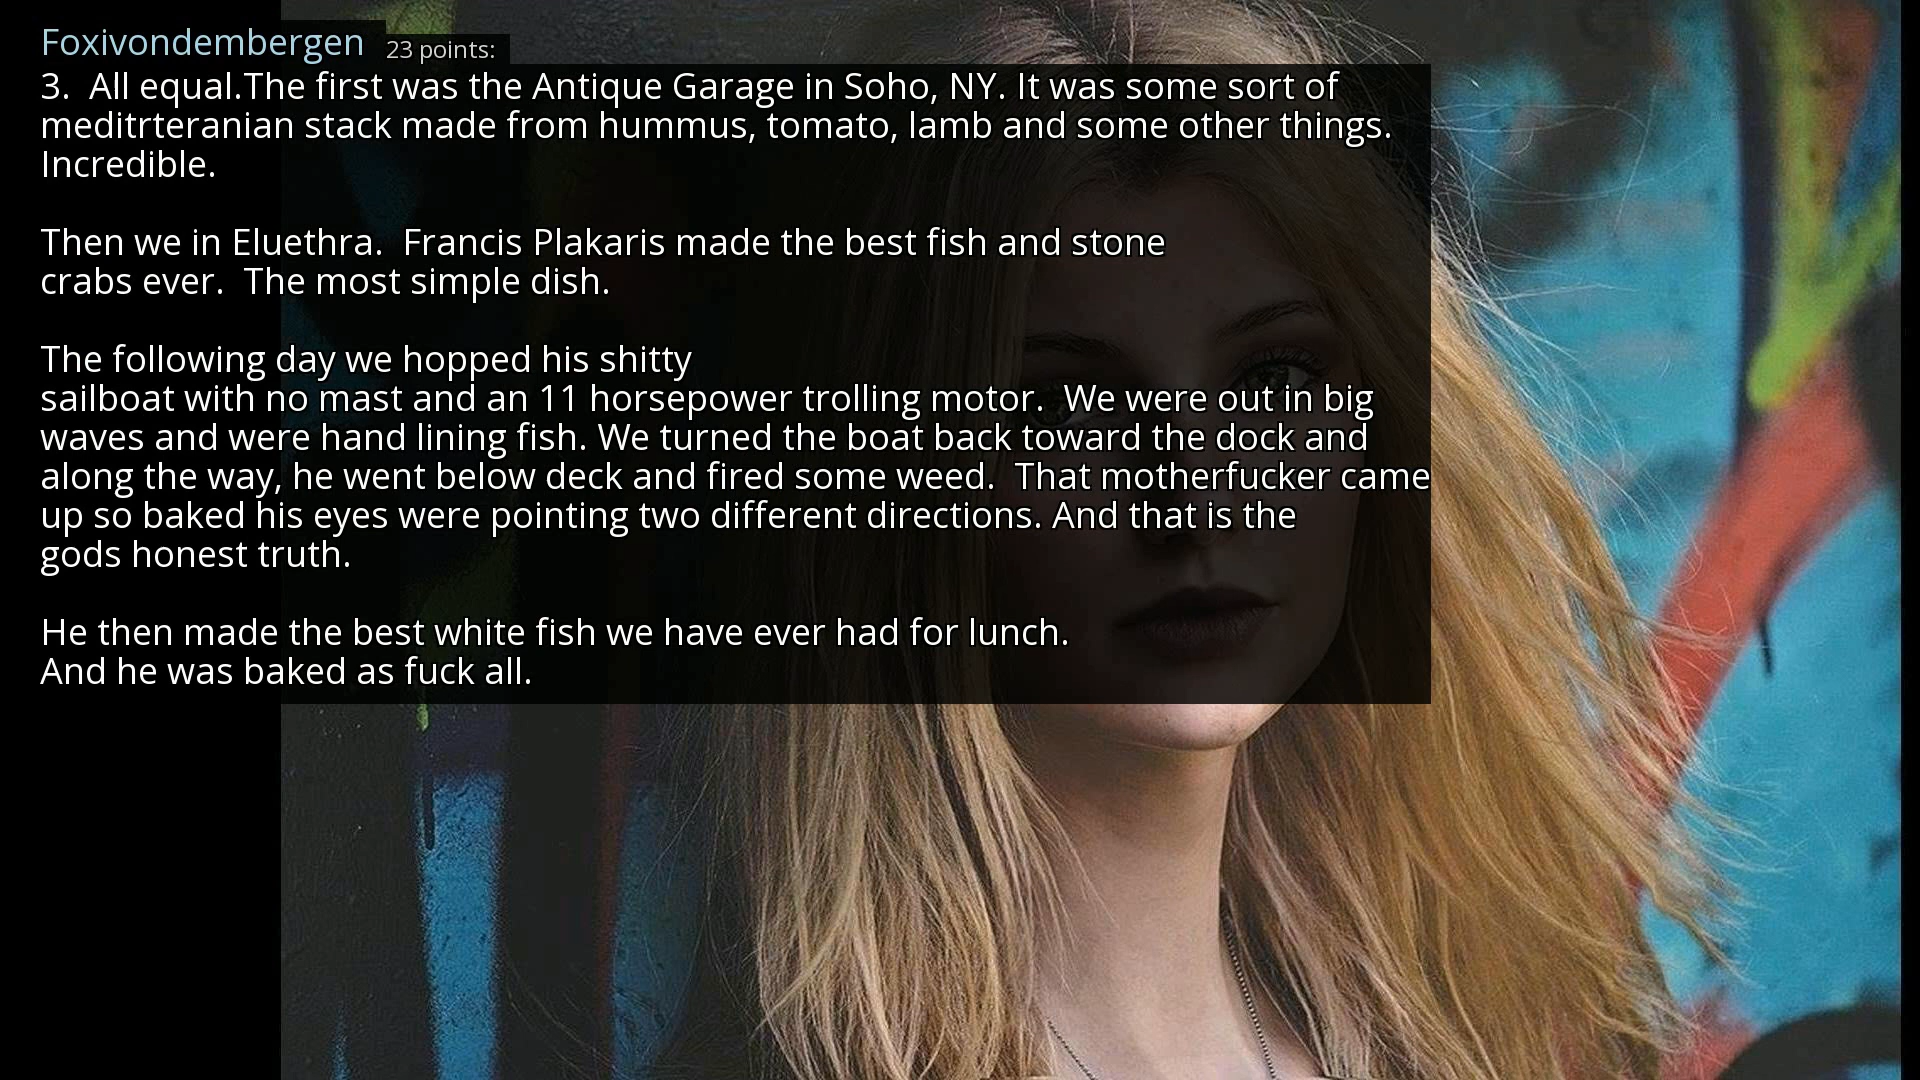 Foxivondembergen 23 points:
3.  All equal.The first was the Antique Garage in Soho, NY. It was some sort of
meditrteranian stack made from hummus, tomato, lamb and some other things.
Incredible.
Then we in Eluethra.  Francis Plakaris made the best fish and stone
crabs ever.  The most simple dish.
The following day we hopped his shitty
sailboat with no mast and an 11 horsepower trolling motor.  We were out in big
waves and were hand lining fish. We turned the boat back toward the dock and
along the way, he went below deck and fired some weed.  That motherfucker came
up so baked his eyes were pointing two different directions. And that is the
gods honest truth.
He then made the best white fish we have ever had for lunch.
And he was baked as fuck all.